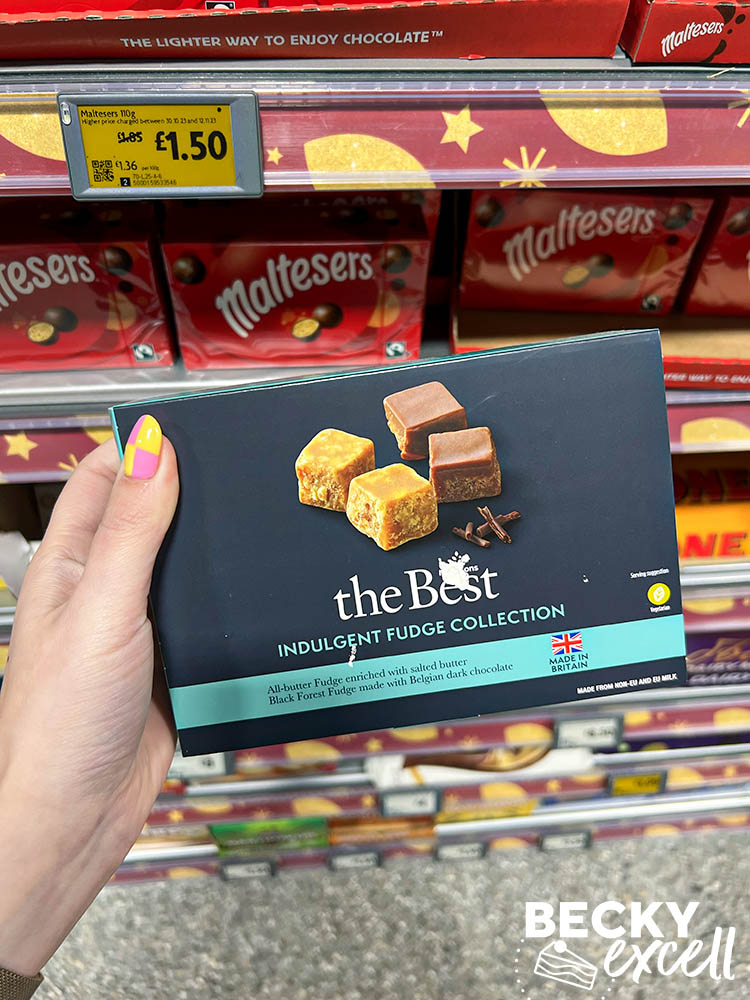 THE LIGHTER WAY TO ENJOY CHOCOLATE™
Maltesers
Maltesers 110g
Higher price charged between 30.10.23 and 12.11.23
£1.85 £1.50
£1.36 per 100g
2
Maltesers
Maltesers
the Best
INDULGENT FUDGE COLLECTION
All-butter Fudge enriched with salted butter
Black Forest Fudge made with Belgian dark chocolate
MADE IN
BRITAIN
Serving suggestion
Vegetarian
MADE FROM NON-EU AND EU MILK
BECKY
excell